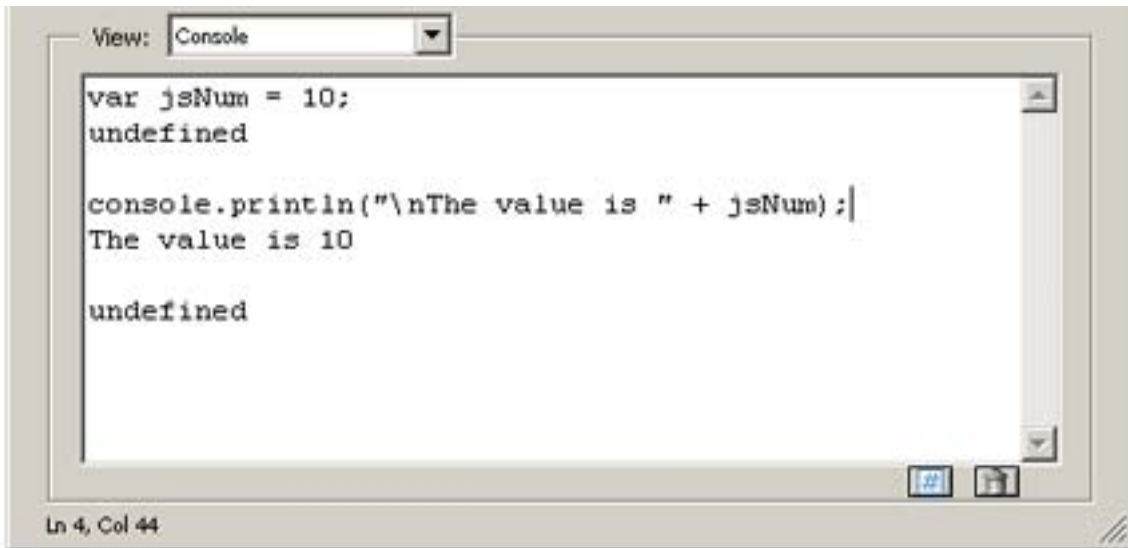 View: Console
var jsNum = 10;
undefined
console.println("\nThe value is " + jsNum);
The value is 10
undefined
#
Ln 4, Col 44